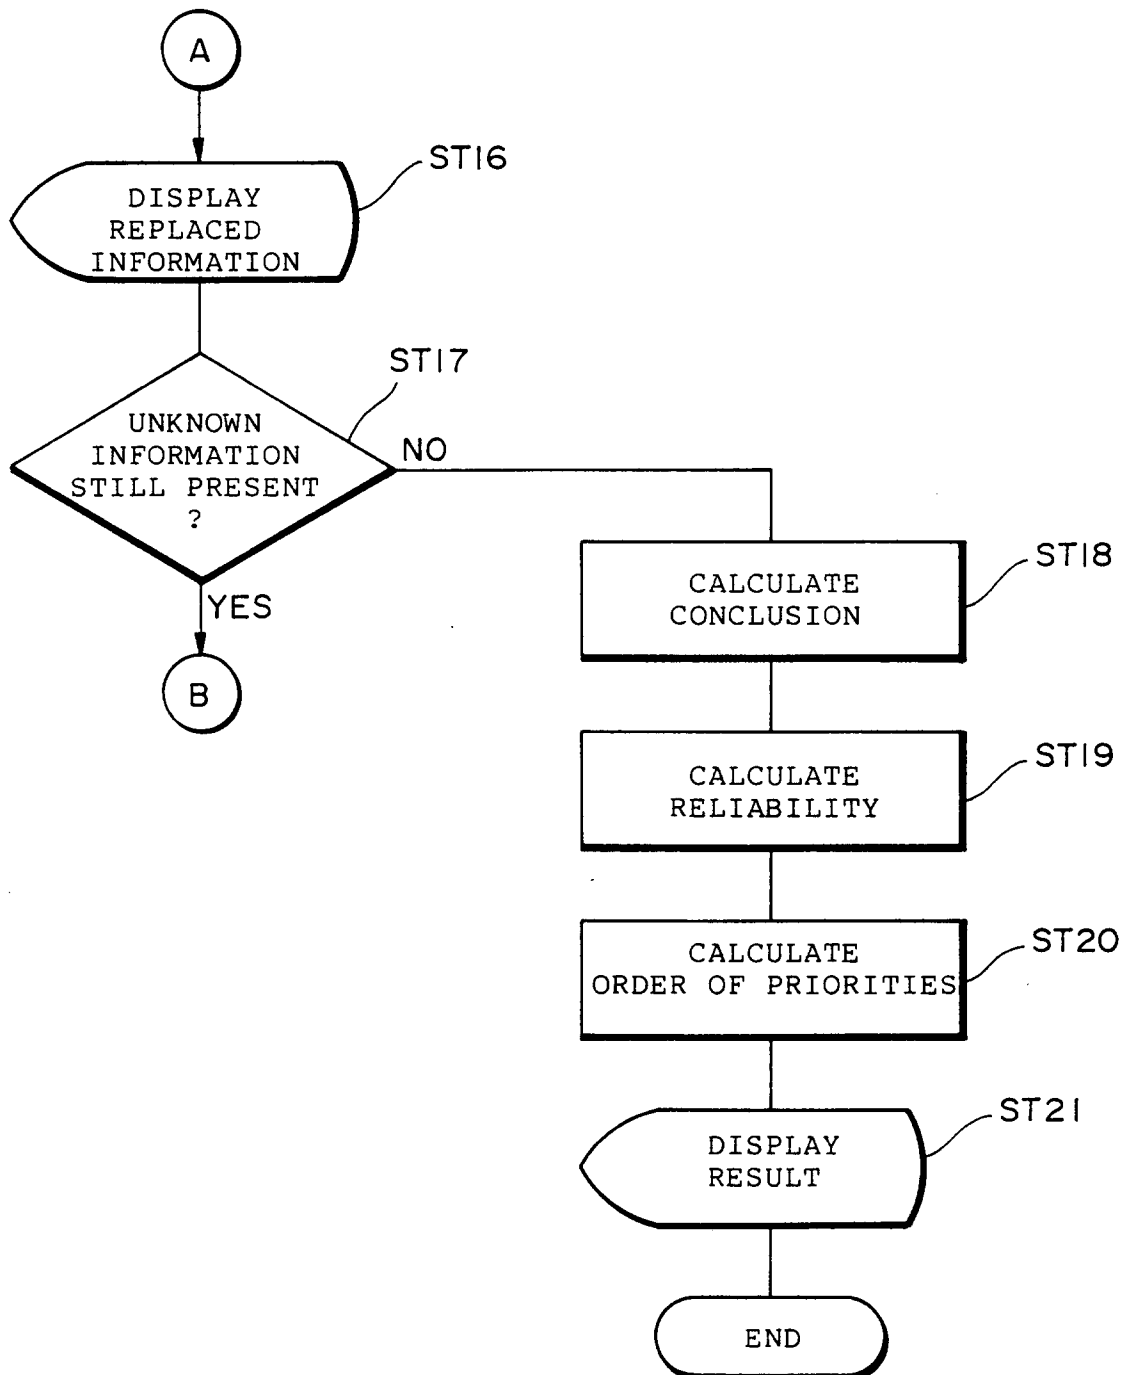 A
ST16
DISPLAY
REPLACED
INFORMATION
ST17
UNKNOWN
INFORMATION
STILL PRESENT
?
NO
YES
B
ST18
CALCULATE
CONCLUSION
ST19
CALCULATE
RELIABILITY
ST20
CALCULATE
ORDER OF PRIORITIES
ST21
DISPLAY
RESULT
END